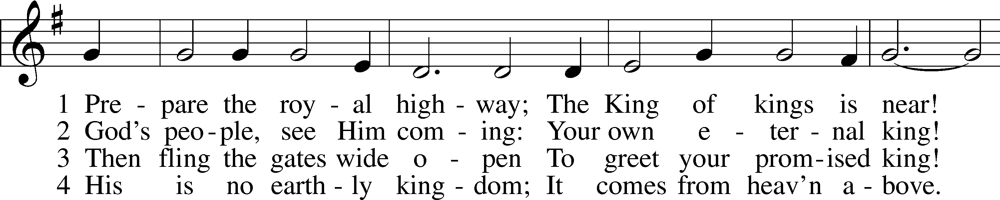 1 Pre - pare the roy - al high - way; The King of kings is near!
2 God's peo - ple, see Him com - ing: Your own e - ter - nal king!
3 Then fling the gates wide o - pen To greet your prom - ised king!
4 His is no earth - ly king - dom; It comes from heav'n a - bove.